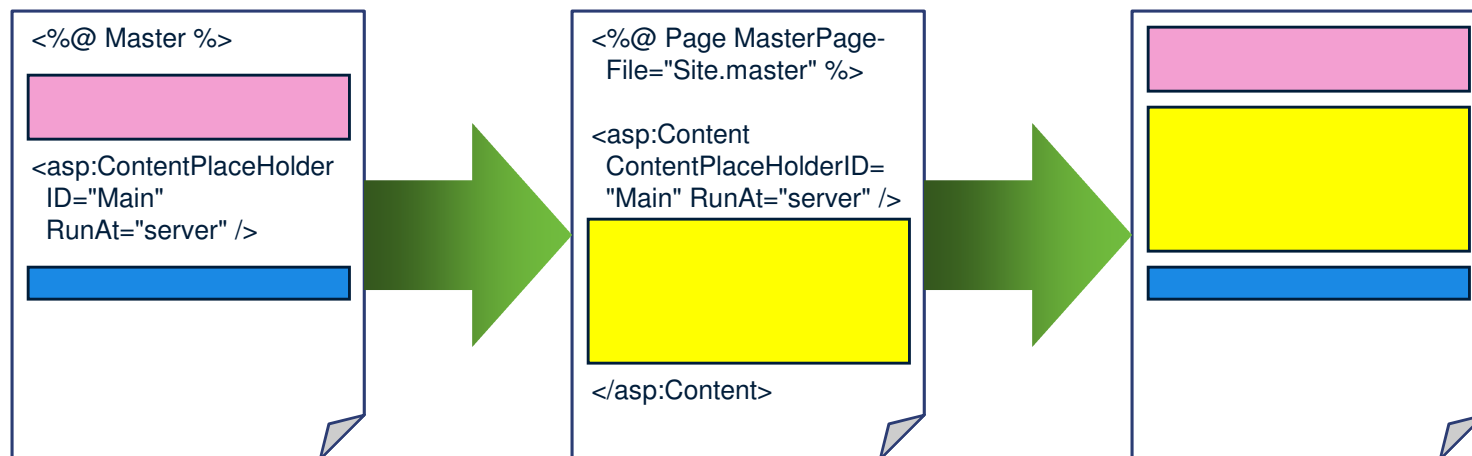 <%@ Master %>
<asp:ContentPlaceHolder
ID="Main"
RunAt="server" />
<%@ Page MasterPage-
File="Site.master" %>
<asp:Content
ContentPlaceHolderID=
"Main" RunAt="server" />
</asp:Content>